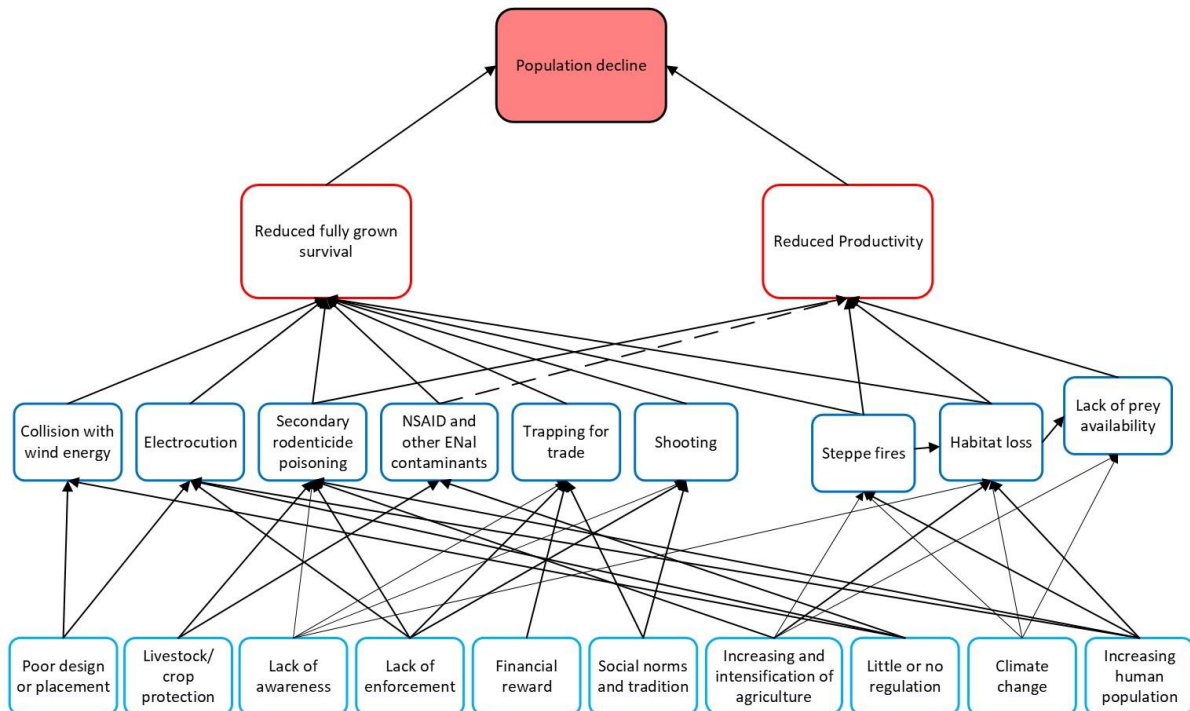 Population decline
Reduced fully grown
survival
Reduced Productivity
Collision with
wind energy
Electrocution
Secondary
rodenticide
poisoning
NSAID and
other ENal
contaminants
Trapping for
trade
Shooting
Steppe fires
Habitat loss
Lack of prey
availability
Poor design
or placement
Livestock/
crop
protection
Lack of
awareness
Lack of
enforcement
Financial
reward
Social norms
and tradition
Increasing and
intensification of
agriculture
Little or no
regulation
Climate
change
Increasing
human
population